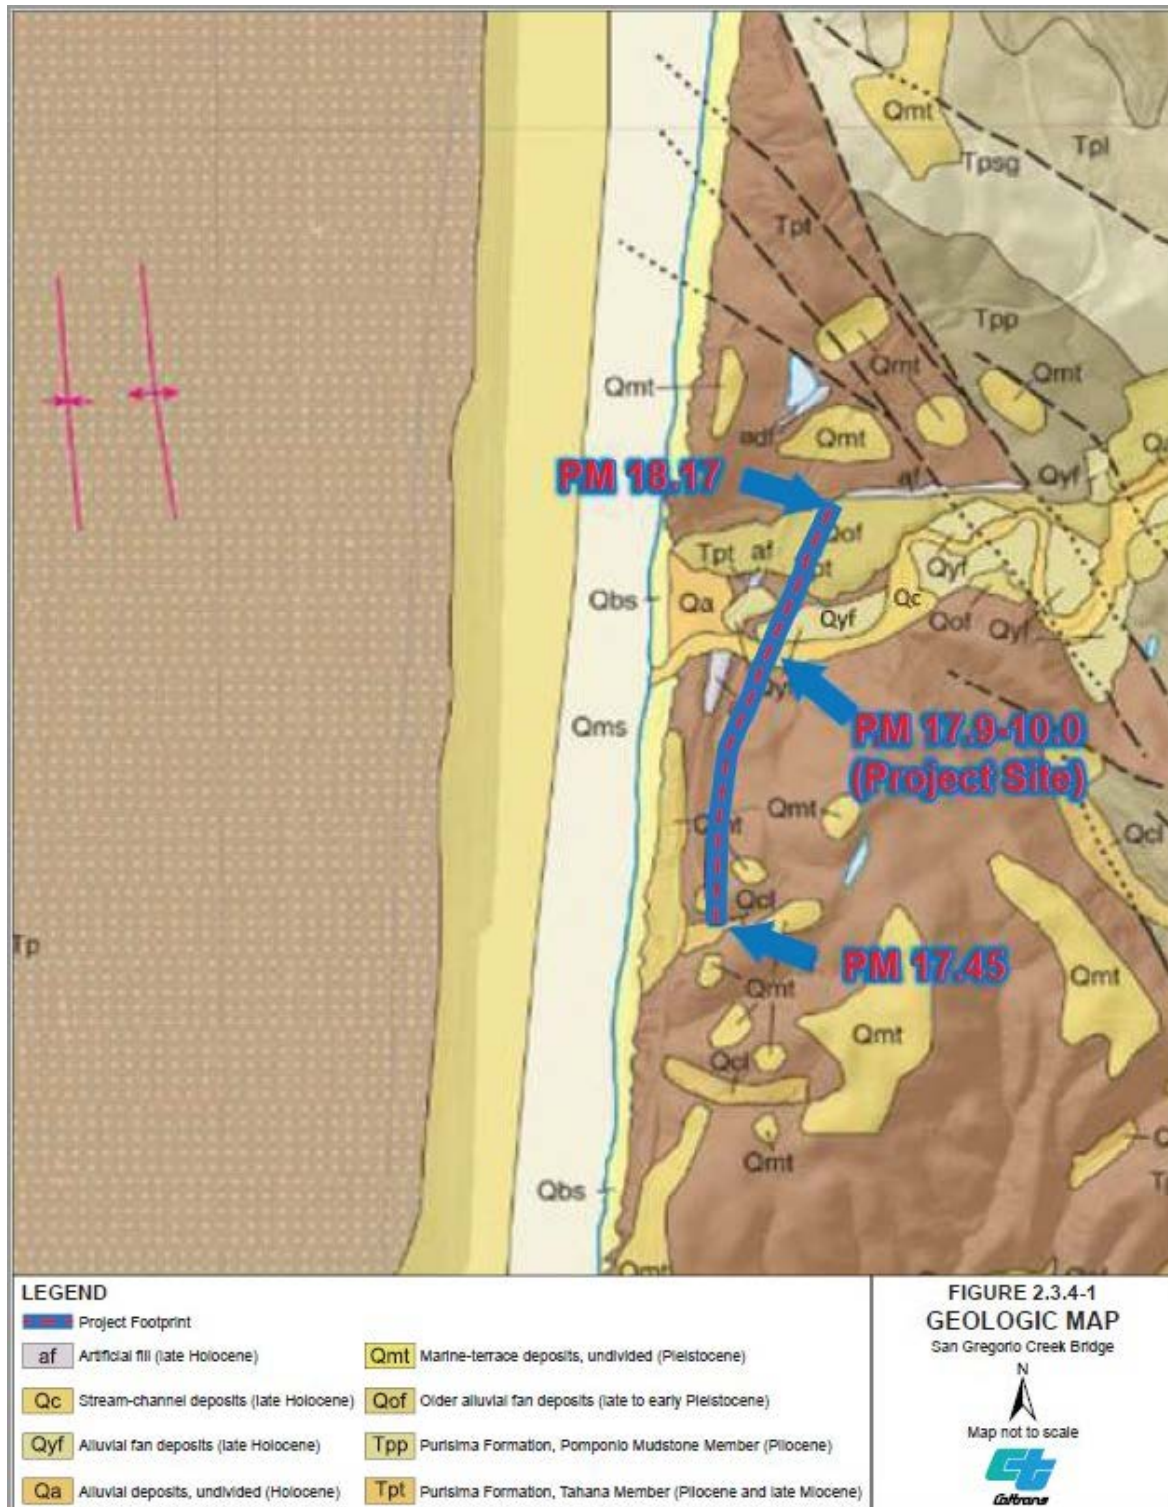 Qmt
Tpsg
Tpl
Tpt
Tpp
Qmt
Qmt
Qmt
adf
Qmt
PM 18.17
af
Qyf
Tpt
af
Qof
Qbs
Qa
Qyf
Qc
Qyf
Qof
Qyf
Qms
PM 17.9-10.0
(Project Site)
Qmt
Qcl
Qcl
Tp
PM 17.45
Qmt
Qmt
Qmt
Qcl
Qmt
Qbs
Qmt
LEGEND
Project Footprint
af Artificial fill (late Holocene)
Qc Stream-channel deposits (late Holocene)
Qyf Alluvial fan deposits (late Holocene)
Qa Alluvial deposits, undivided (Holocene)
Qmt Marine-terrace deposits, undivided (Pleistocene)
Qof Older alluvial fan deposits (late to early Pleistocene)
Tpp Purisima Formation, Pomponio Mudstone Member (Pliocene)
Tpt Purisima Formation, Tahana Member (Pliocene and late Miocene)
FIGURE 2.3.4-1
GEOLOGIC MAP
San Gregorio Creek Bridge
N
Map not to scale
Caltrans